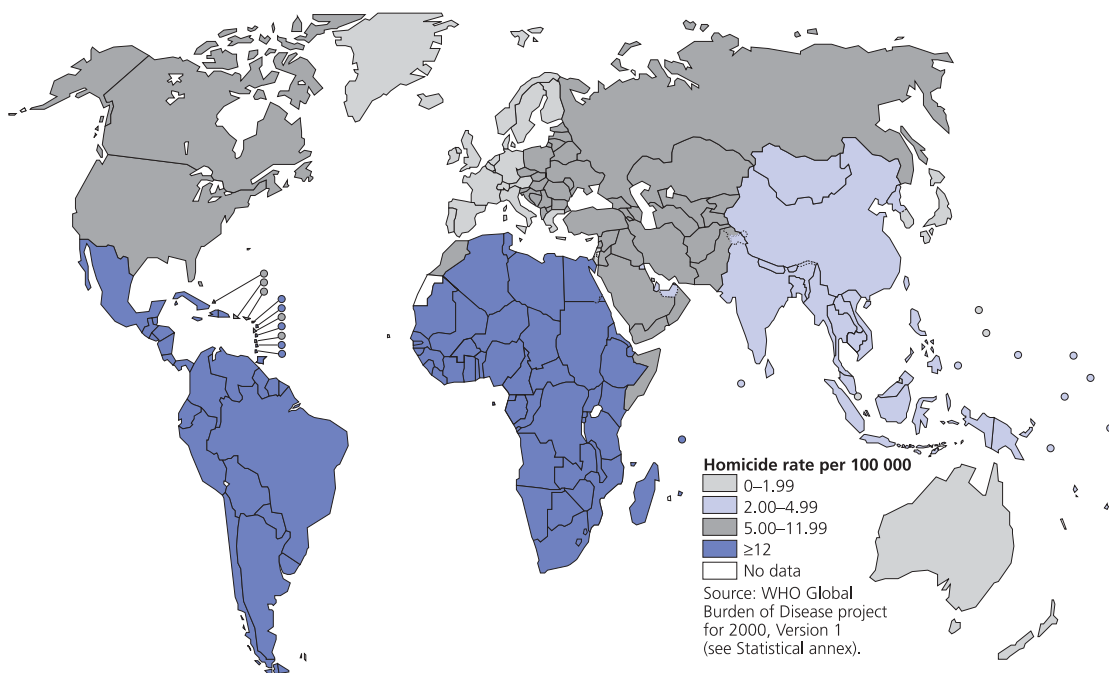 Homicide rate per 100 000
0–1.99
2.00–4.99
5.00–11.99
≥12
No data
Source: WHO Global
Burden of Disease project
for 2000, Version 1
(see Statistical annex).